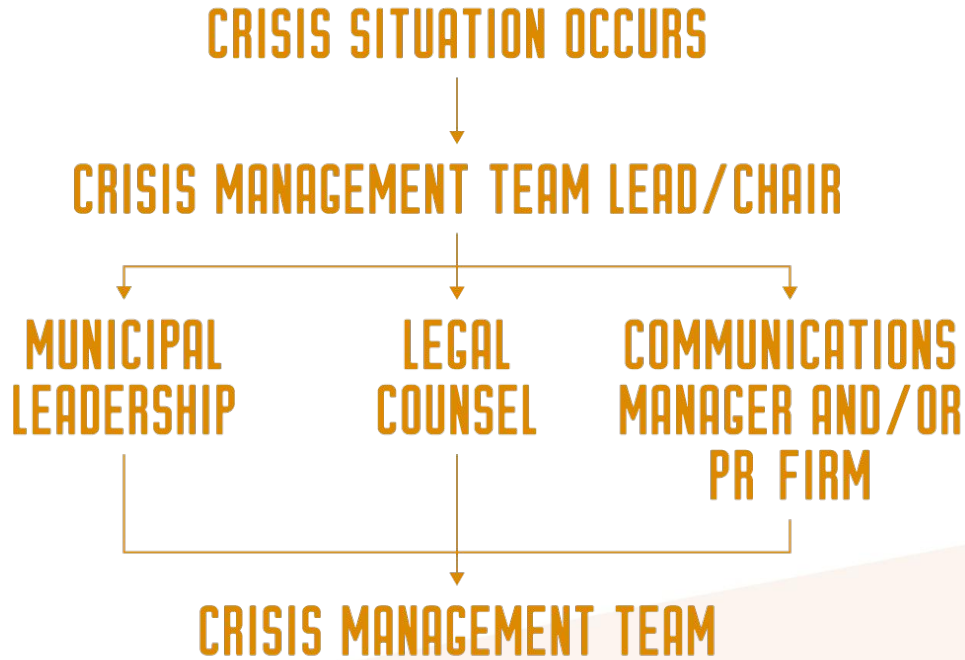 CRISIS SITUATION OCCURS
CRISIS MANAGEMENT TEAM LEAD/CHAIR
MUNICIPAL
LEADERSHIP
LEGAL
COUNSEL
COMMUNICATIONS
MANAGER AND/OR
PR FIRM
CRISIS MANAGEMENT TEAM